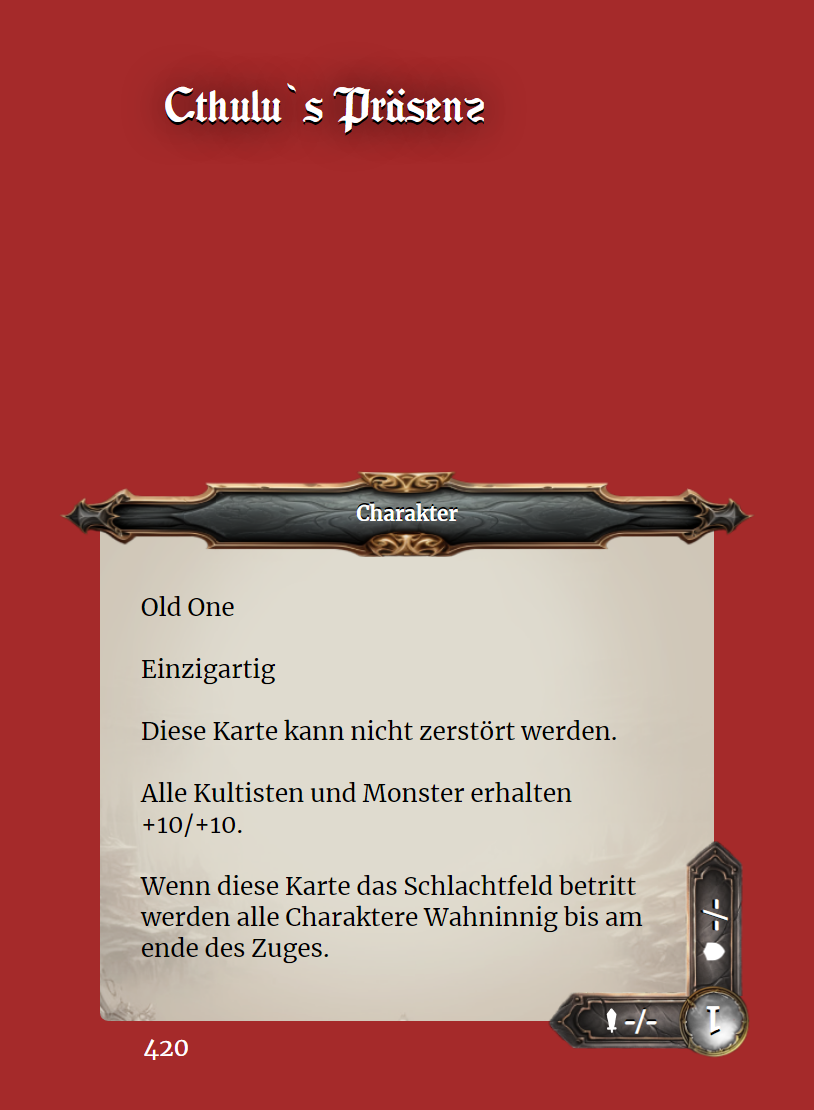 Cthulu`s Präsenz
Charakter
Old One
Einzigartig
Diese Karte kann nicht zerstört werden.
Alle Kultisten und Monster erhalten
+10/+10.
Wenn diese Karte das Schlachtfeld betritt
werden alle Charaktere Wahninnig bis am
ende des Zuges.
-/-
-/-
1
420